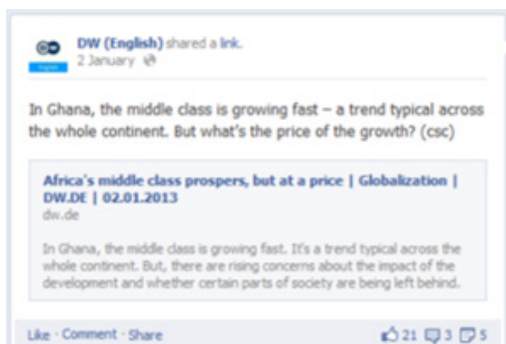 DW (English) shared a link.
2 January
In Ghana, the middle class is growing fast – a trend typical across
the whole continent. But what's the price of the growth? (csc)
Africa's middle class prospers, but at a price | Globalization |
DW.DE | 02.01.2013
dw.de
In Ghana, the middle class is growing fast. It's a trend typical across the
whole continent. But, there are rising concerns about the impact of the
development and whether certain parts of society are being left behind.
Like · Comment · Share 21 3 5